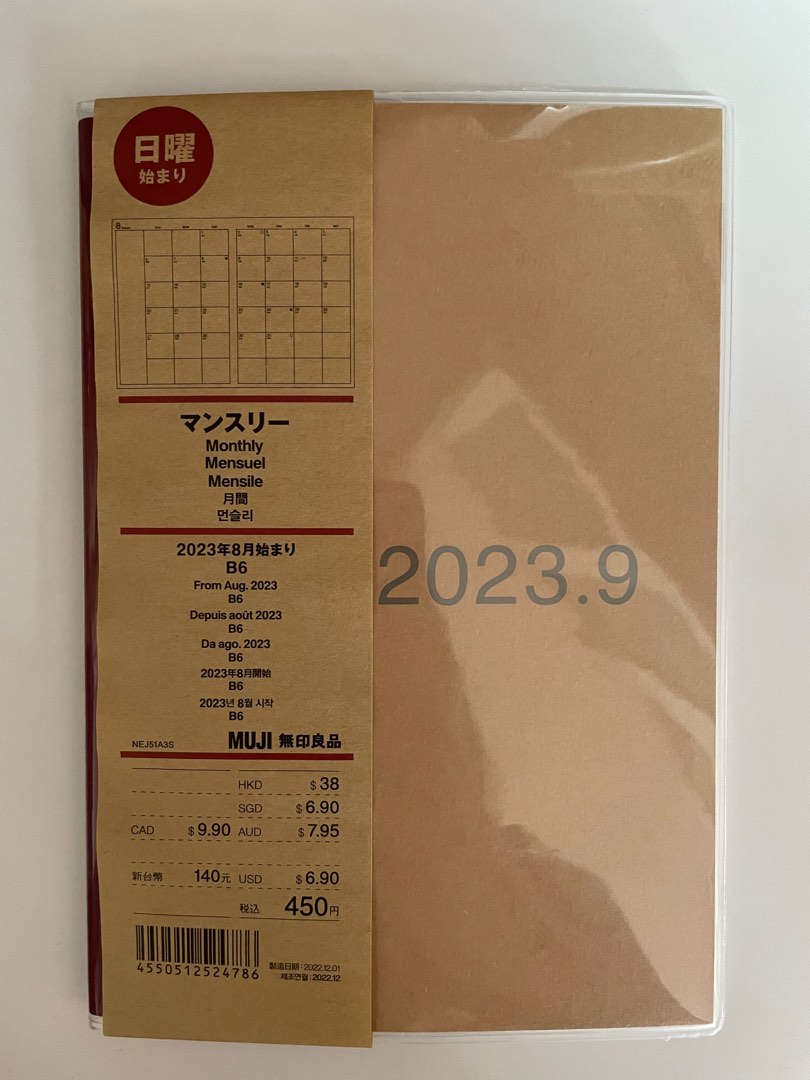 日曜
始まり
8
マンスリー
Monthly
Mensuel
Mensile
月間
먼슬리
2023年8月始まり
B6
From Aug. 2023
B6
Depuis août 2023
B6
Da ago. 2023
B6
2023年8月開始
B6
2023년 8월 시작
B6
NEJ51A3S MUJI 無印良品
HKD $ 38
SGD $ 6.90
CAD $ 9.90 AUD $ 7.95
新台幣 140元 USD $ 6.90
税込 450円
4550512524786
製造日期：2022.12.01
제조연월：2022.12
2023.9